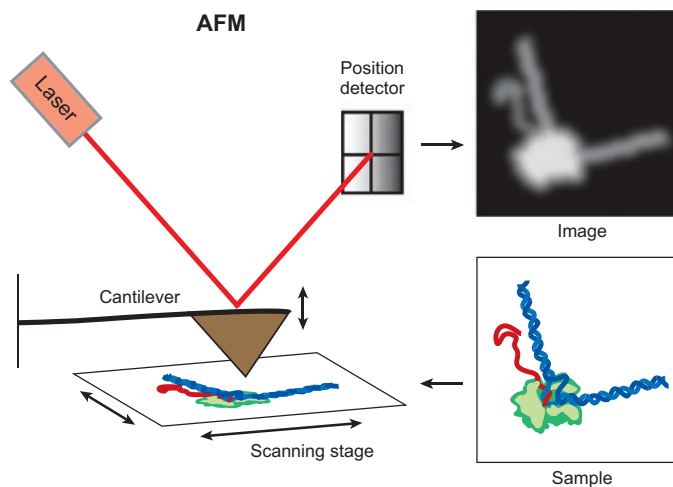 AFM
Laser
Position
detector
Image
Cantilever
Scanning stage
Sample